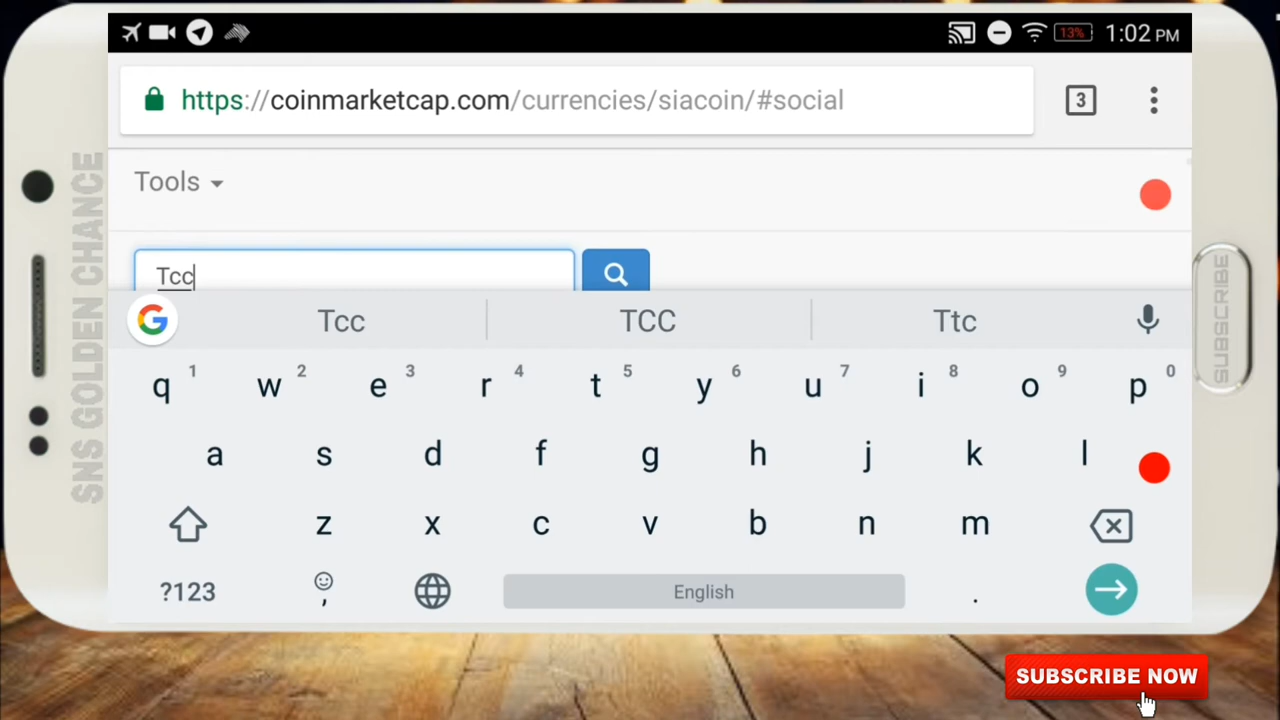 13% 1:02 PM
https://coinmarketcap.com/currencies/siacoin/#social
3
Tools
Tcc
G Tcc TCC Ttc
q 1 w 2 e 3 r 4 t 5 y 6 u 7 i 8 o 9 p 0
a s d f g h j k l
z x c v b n m
?123 , English .
SNS GOLDEN CHANCE
SUBSCRIBE
SUBSCRIBE NOW